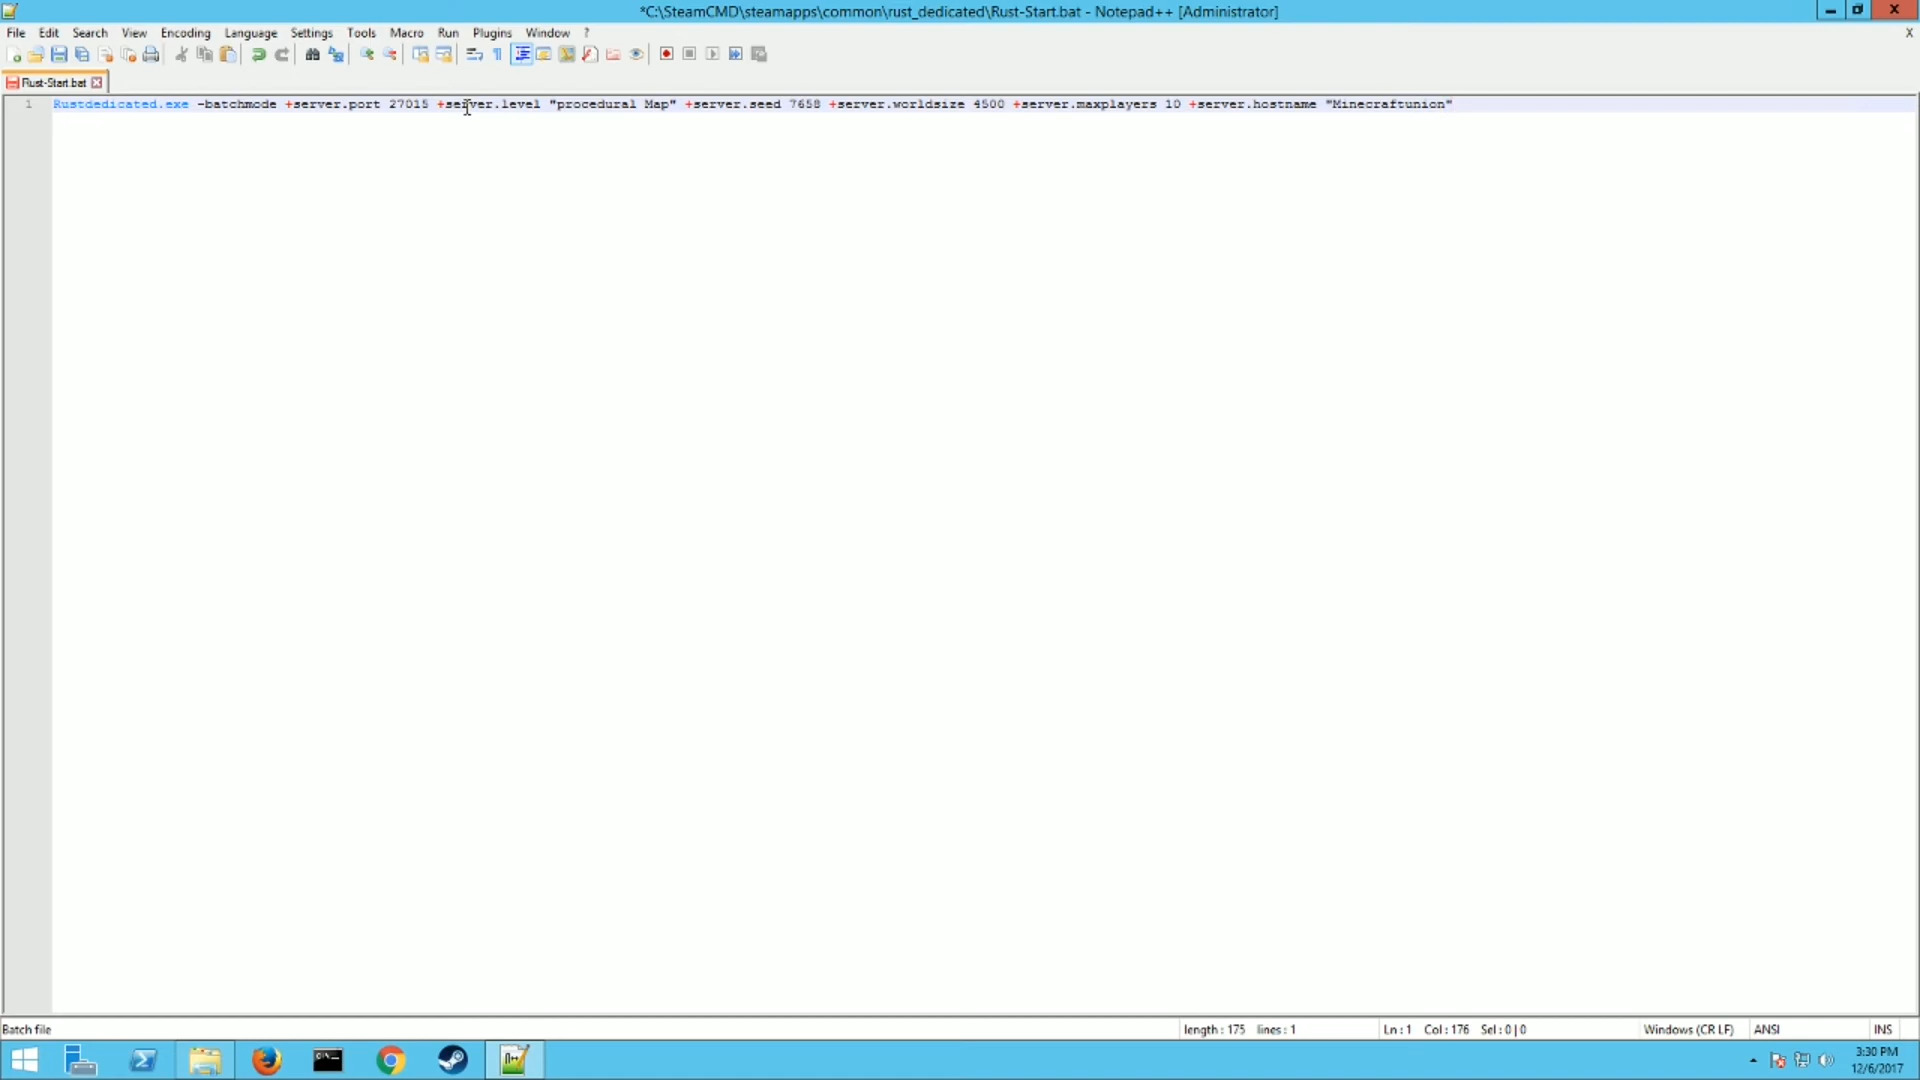 *C:\SteamCMD\steamapps\common\rust_dedicated\Rust-Start.bat - Notepad++ [Administrator]
File Edit Search View Encoding Language Settings Tools Macro Run Plugins Window ? X
Rust-Start.bat
1 Rustdedicated.exe -batchmode +server.port 27015 +server.level "procedural Map" +server.seed 7658 +server.worldsize 4500 +server.maxplayers 10 +server.hostname "Minecraftunion"
Batch file length : 175 lines : 1 Ln : 1 Col : 176 Sel : 0 | 0 Windows (CR LF) ANSI INS
3:30 PM
12/6/2017